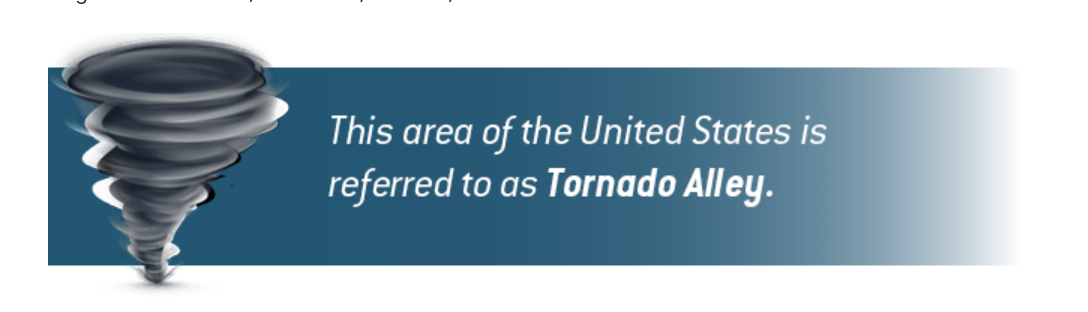 This area of the United States is
referred to as Tornado Alley.